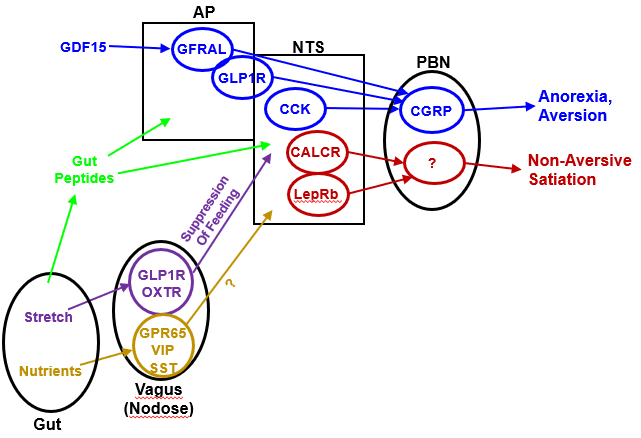 AP
GDF15
GFRAL
GLP1R
NTS
CCK
CALCR
LepRb
PBN
CGRP
?
Anorexia,
Aversion
Non-Aversive
Satiation
Gut
Peptides
Suppression
Of Feeding
?
GLP1R
OXTR
GPR65
VIP
SST
Stretch
Nutrients
Vagus
(Nodose)
Gut